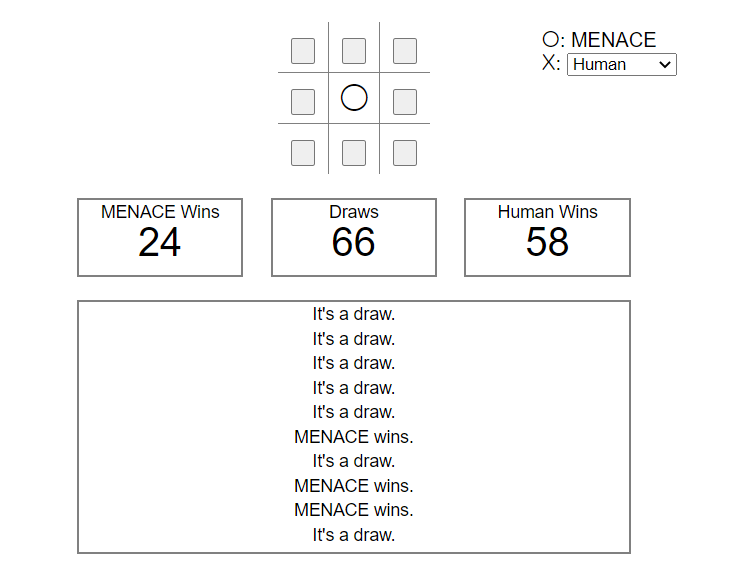 O: MENACE
X: Human
MENACE Wins
24
Draws
66
Human Wins
58
It's a draw.
It's a draw.
It's a draw.
It's a draw.
It's a draw.
MENACE wins.
It's a draw.
MENACE wins.
MENACE wins.
It's a draw.